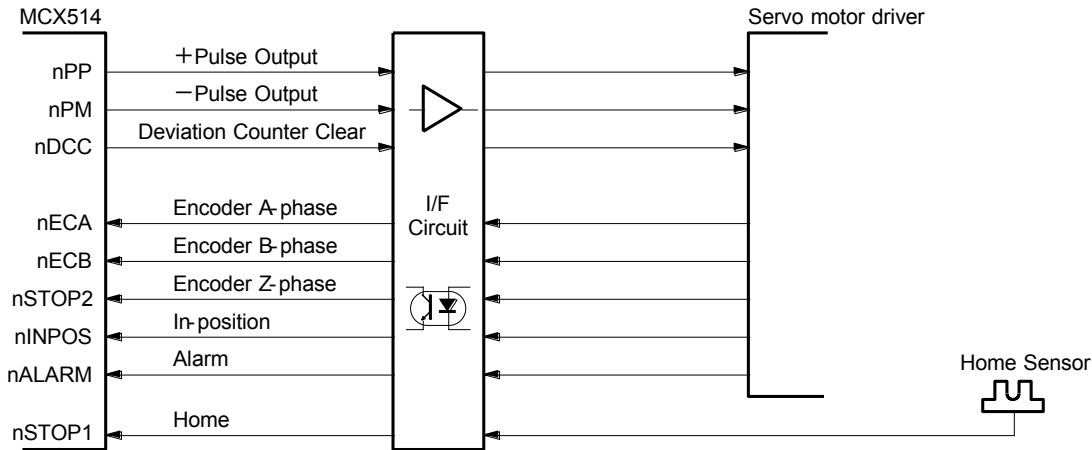 MCX514
Servo motor driver
nPP
+Pulse Output
nPM
−Pulse Output
nDCC
Deviation Counter Clear
nECA
Encoder A-phase
I/F
Circuit
nECB
Encoder B-phase
nSTOP2
Encoder Z-phase
nINPOS
In-position
nALARM
Alarm
Home Sensor
nSTOP1
Home